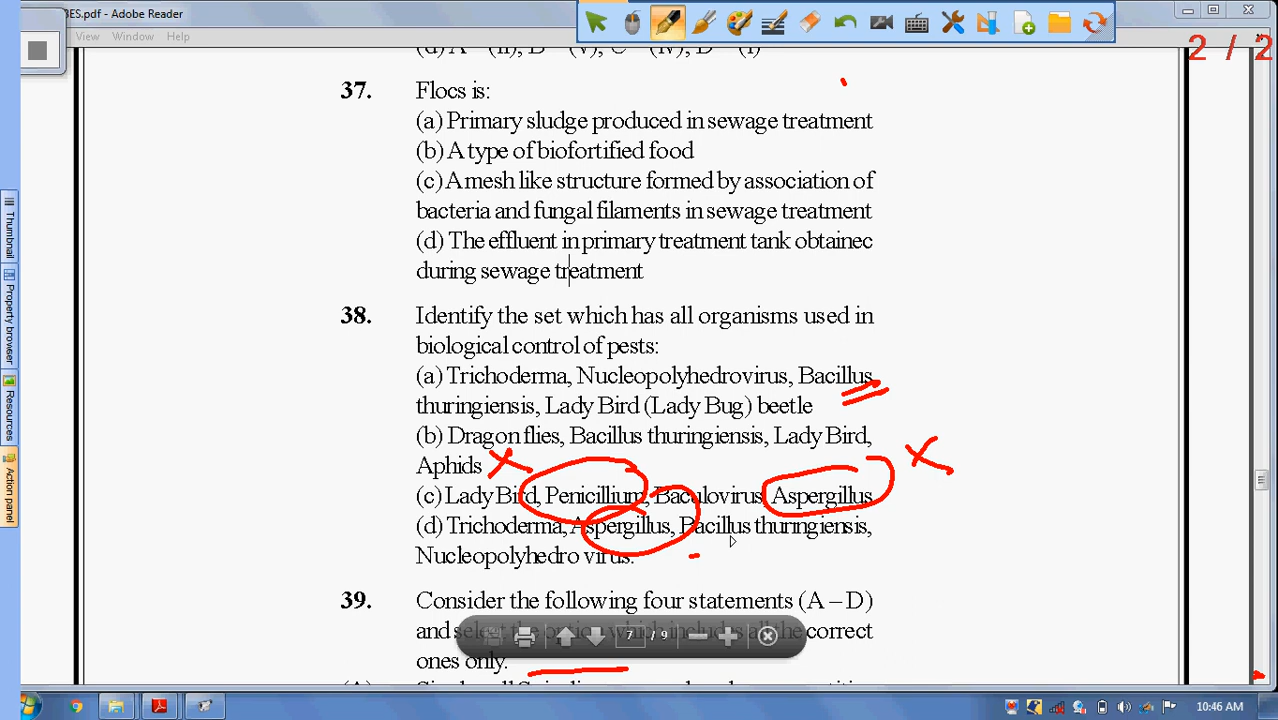 BES.pdf - Adobe Reader
View Window Help
2 / 2
(d) A – (iii), B – (v), C – (iv), D – (i)
37. Flocs is:
(a) Primary sludge produced in sewage treatment
(b) A type of biofortified food
(c) A mesh like structure formed by association of
bacteria and fungal filaments in sewage treatment
(d) The effluent in primary treatment tank obtainec
during sewage treatment
38. Identify the set which has all organisms used in
biological control of pests:
(a) Trichoderma, Nucleopolyhedrovirus, Bacillus
thuringiensis, Lady Bird (Lady Bug) beetle
(b) Dragon flies, Bacillus thuringiensis, Lady Bird,
Aphids
(c) Lady Bird, Penicillium, Baculovirus, Aspergillus
(d) Trichoderma, Aspergillus, Bacillus thuringiensis,
Nucleopolyhedro virus.
39. Consider the following four statements (A – D)
and select the option which includes all the correct
ones only.
7 / 9
Thumbnail
Property browser
Resources
Action panel
10:46 AM